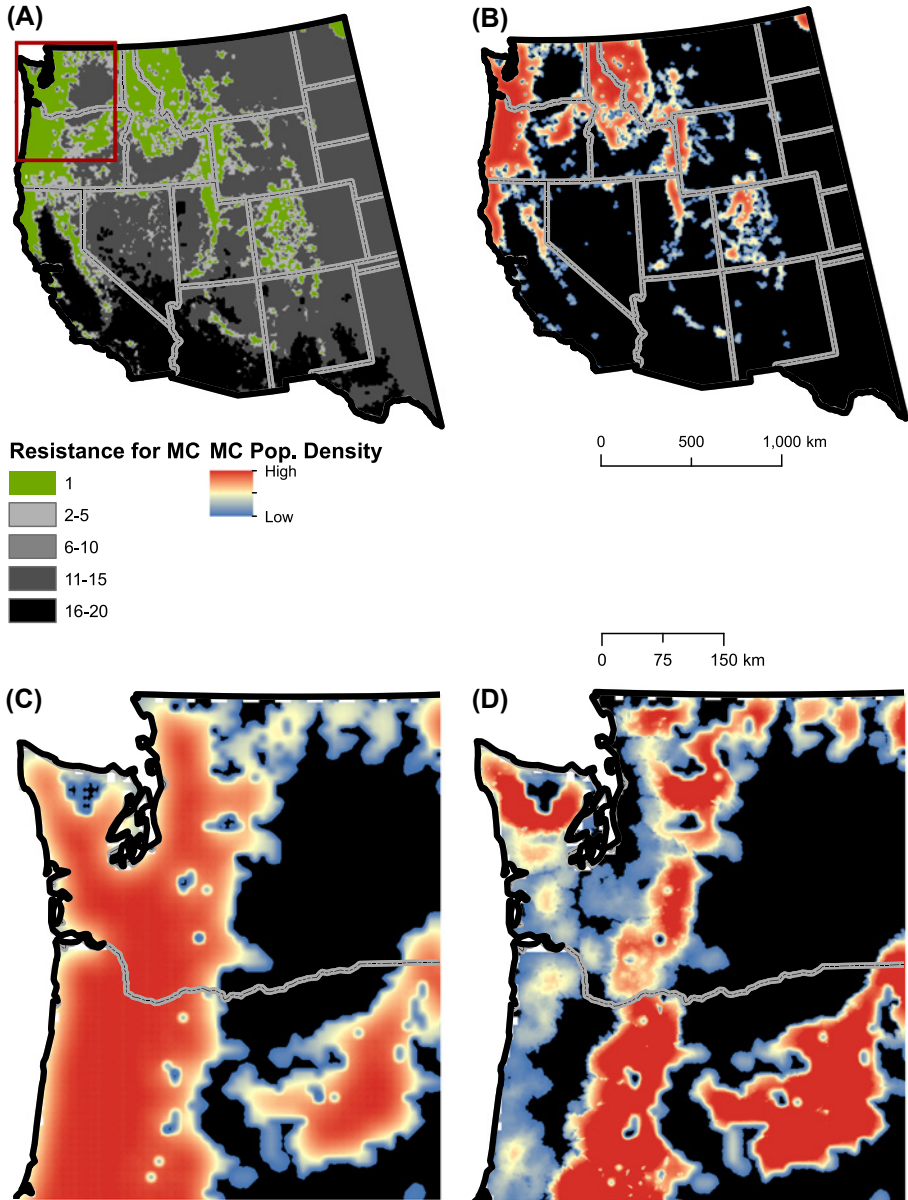 (A)
(B)
Resistance for MC
1
2-5
6-10
11-15
16-20
MC Pop. Density
High
Low
0 500 1,000 km
0 75 150 km
(C)
(D)